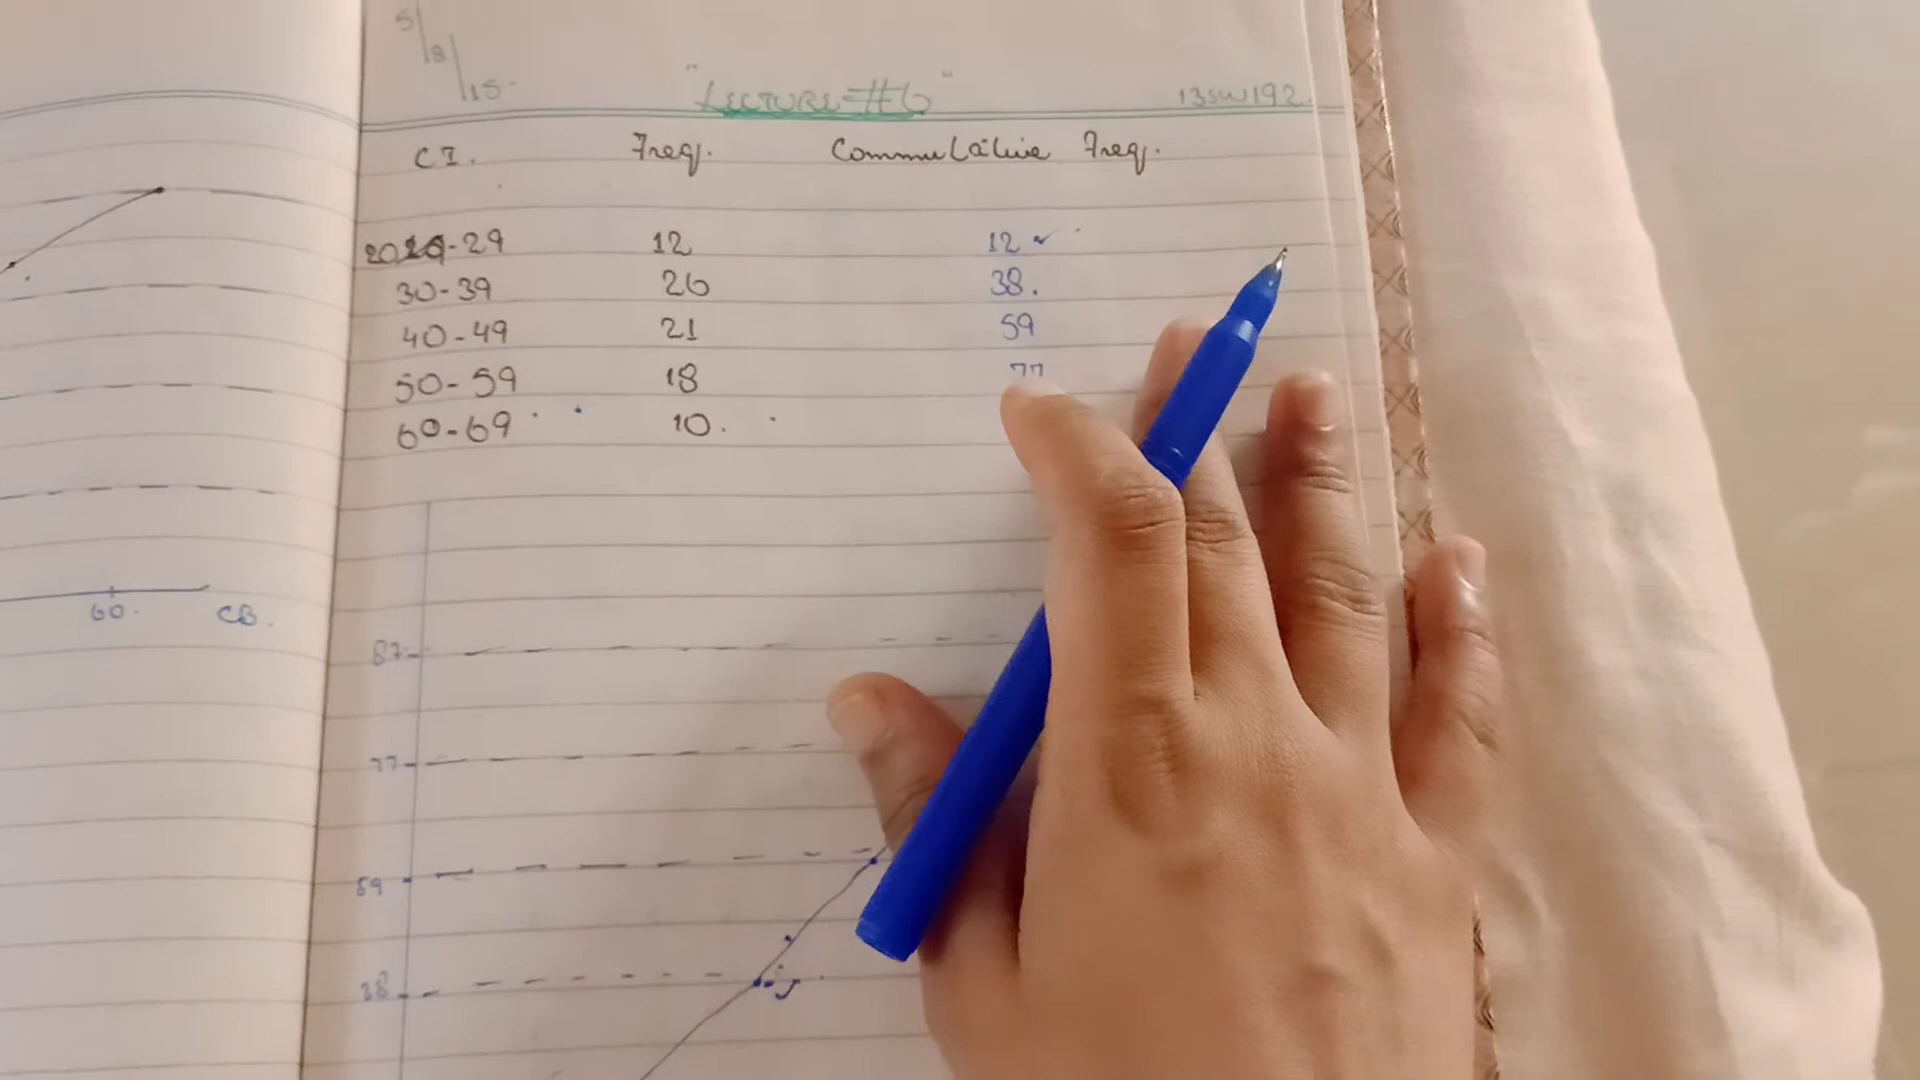 5/8/15-
"LECTURE #6" 13SW192
CI. Freq. Commulative Freq.
20-29 12 12 ✓
30-39 26 38.
40-49 21 59
50-59 18 77
60-69 10.
60. CB.
87
77
59
38